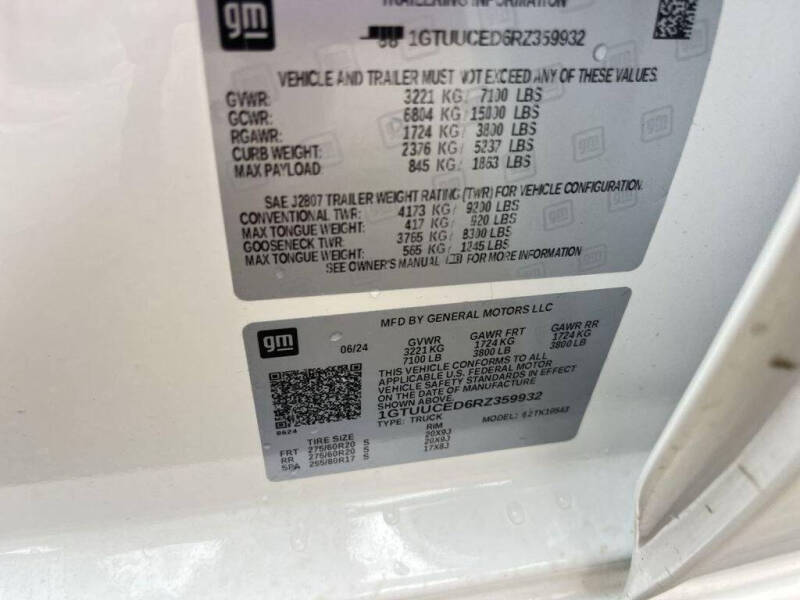 gm
TRAILERING INFORMATION
1GTUUCED6RZ359932
VEHICLE AND TRAILER MUST NOT EXCEED ANY OF THESE VALUES.
GVWR: 3221 KG/ 7100 LBS
GCWR: 6804 KG/ 15000 LBS
RGAWR: 1724 KG/ 3800 LBS
CURB WEIGHT: 2376 KG/ 5237 LBS
MAX PAYLOAD: 845 KG/ 1863 LBS
SAE J2807 TRAILER WEIGHT RATING (TWR) FOR VEHICLE CONFIGURATION.
CONVENTIONAL TWR: 4173 KG/ 9200 LBS
MAX TONGUE WEIGHT: 417 KG/ 920 LBS
GOOSENECK TWR: 3765 KG/ 8300 LBS
MAX TONGUE WEIGHT: 565 KG/ 1245 LBS
SEE OWNER'S MANUAL FOR MORE INFORMATION
MFD BY GENERAL MOTORS LLC
gm
06/24
GVWR GAWR FRT GAWR RR
3221 KG 1724 KG 1724 KG
7100 LB 3800 LB 3800 LB
THIS VEHICLE CONFORMS TO ALL
APPLICABLE U.S. FEDERAL MOTOR
VEHICLE SAFETY STANDARDS IN EFFECT
ON THE DATE OF MANUFACTURE
SHOWN ABOVE.
1GTUUCED6RZ359932
TYPE: TRUCK MODEL:
0624
TIRE SIZE RIM
FRT 275/60R20 S 20X9J
RR 275/60R20 S 20X9J
SPA 255/80R17 S 17X8J